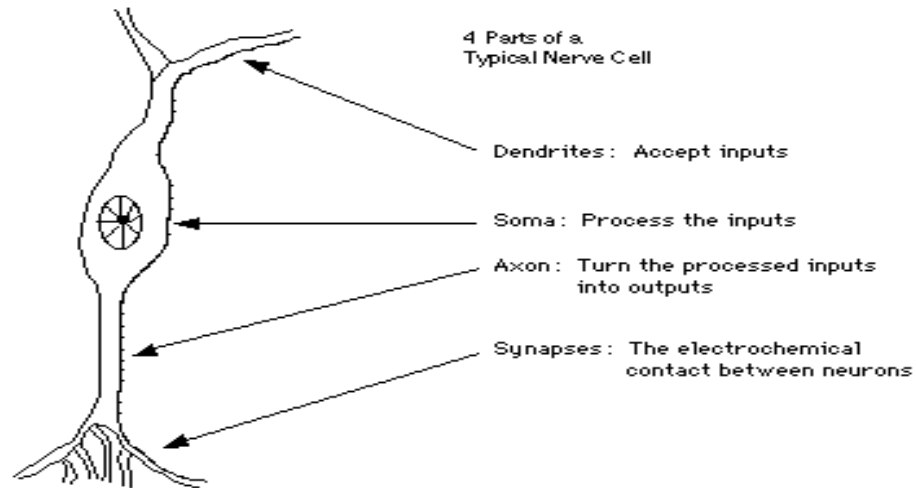 4 Parts of a
Typical Nerve Cell
Dendrites: Accept inputs
Soma: Process the inputs
Axon: Turn the processed inputs
into outputs
Synapses: The electrochemical
contact between neurons